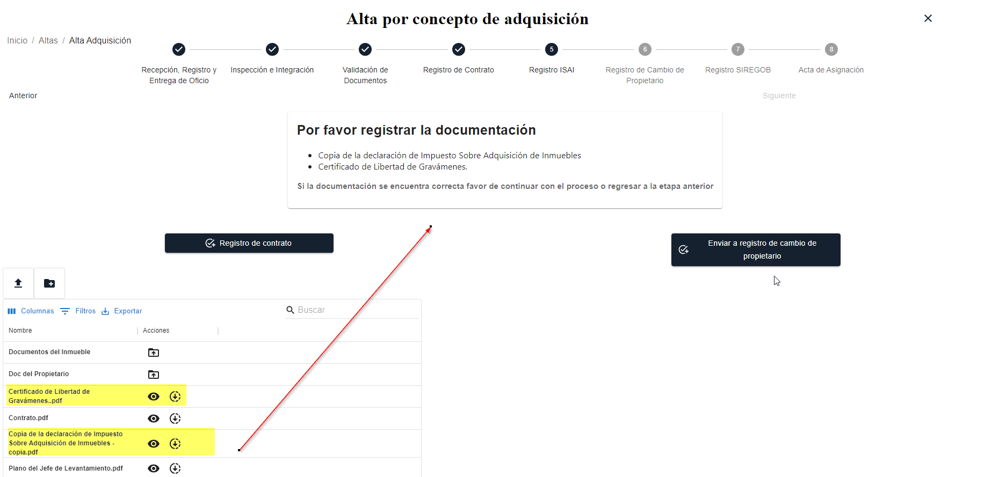 Alta por concepto de adquisición
Inicio / Altas / Alta Adquisición
5
6
7
8
Recepción, Registro y
Entrega de Oficio
Inspección e Integración
Validación de
Documentos
Registro de Contrato
Registro ISAI
Registro de Cambio de
Propietario
Registro SIREGOB
Acta de Asignación
Anterior
Siguiente
Por favor registrar la documentación
• Copia de la declaración de Impuesto Sobre Adquisición de Inmuebles
• Certificado de Libertad de Gravámenes.
Si la documentación se encuentra correcta favor de continuar con el proceso o regresar a la etapa anterior
Registro de contrato
Enviar a registro de cambio de
propietario
Columnas
Filtros
Exportar
Buscar
Nombre
Acciones
Documentos del Inmueble
Doc del Propietario
Certificado de Libertad de
Gravámenes..pdf
Contrato.pdf
Copia de la declaración de Impuesto
Sobre Adquisición de Inmuebles -
copia.pdf
Plano del Jefe de Levantamiento.pdf